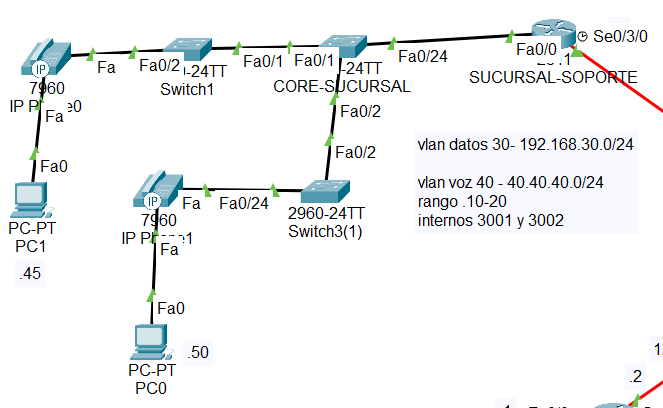 Se0/3/0
Fa0/24
Fa0/0
SUCURSAL-SOPORTE
-24TT
CORE-SUCURSAL
Fa0/1
Fa0/1
Fa0/2
-24TT
Switch1
Fa
IP
7960
IP P e0
Fa
Fa0
PC-PT
PC1
.45
Fa0/2
Fa0/2
vlan datos 30- 192.168.30.0/24
vlan voz 40 - 40.40.40.0/24
rango .10-20
internos 3001 y 3002
2960-24TT
Switch3(1)
Fa0/24
Fa
IP
7960
IP Phone1
Fa
Fa0
PC-PT
PC0
.50
.2